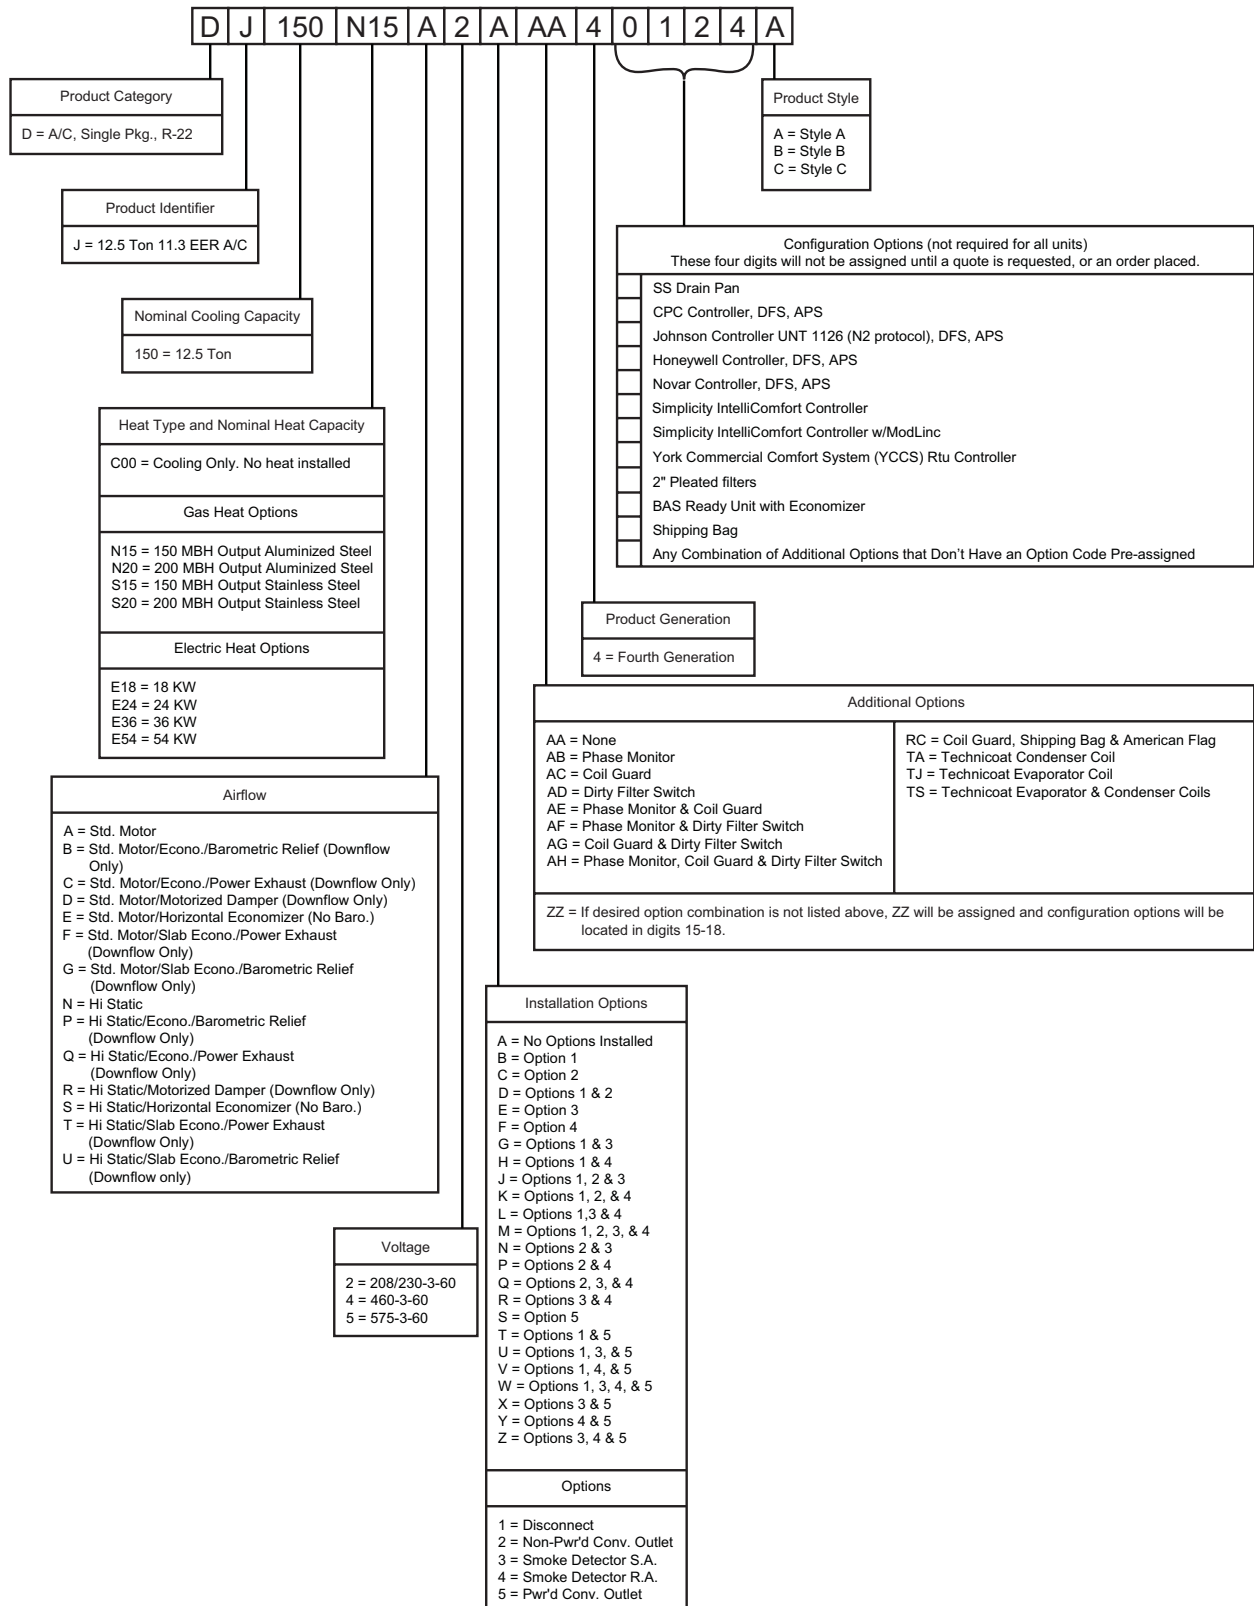 D J 150 N15 A 2 A AA 4 0 1 2 4 A
Product Category
D = A/C, Single Pkg., R-22
Product Identifier
J = 12.5 Ton 11.3 EER A/C
Nominal Cooling Capacity
150 = 12.5 Ton
Heat Type and Nominal Heat Capacity
C00 = Cooling Only. No heat installed
Gas Heat Options
N15 = 150 MBH Output Aluminized Steel
N20 = 200 MBH Output Aluminized Steel
S15 = 150 MBH Output Stainless Steel
S20 = 200 MBH Output Stainless Steel
Electric Heat Options
E18 = 18 KW
E24 = 24 KW
E36 = 36 KW
E54 = 54 KW
Airflow
A = Std. Motor
B = Std. Motor/Econo./Barometric Relief (Downflow
Only)
C = Std. Motor/Econo./Power Exhaust (Downflow Only)
D = Std. Motor/Motorized Damper (Downflow Only)
E = Std. Motor/Horizontal Economizer (No Baro.)
F = Std. Motor/Slab Econo./Power Exhaust
(Downflow Only)
G = Std. Motor/Slab Econo./Barometric Relief
(Downflow Only)
N = Hi Static
P = Hi Static/Econo./Barometric Relief
(Downflow Only)
Q = Hi Static/Econo./Power Exhaust
(Downflow Only)
R = Hi Static/Motorized Damper (Downflow Only)
S = Hi Static/Horizontal Economizer (No Baro.)
T = Hi Static/Slab Econo./Power Exhaust
(Downflow Only)
U = Hi Static/Slab Econo./Barometric Relief
(Downflow only)
Voltage
2 = 208/230-3-60
4 = 460-3-60
5 = 575-3-60
Installation Options
A = No Options Installed
B = Option 1
C = Option 2
D = Options 1 & 2
E = Option 3
F = Option 4
G = Options 1 & 3
H = Options 1 & 4
J = Options 1, 2 & 3
K = Options 1, 2, & 4
L = Options 1,3 & 4
M = Options 1, 2, 3, & 4
N = Options 2 & 3
P = Options 2 & 4
Q = Options 2, 3, & 4
R = Options 3 & 4
S = Option 5
T = Options 1 & 5
U = Options 1, 3, & 5
V = Options 1, 4, & 5
W = Options 1, 3, 4, & 5
X = Options 3 & 5
Y = Options 4 & 5
Z = Options 3, 4 & 5
Options
1 = Disconnect
2 = Non-Pwr'd Conv. Outlet
3 = Smoke Detector S.A.
4 = Smoke Detector R.A.
5 = Pwr'd Conv. Outlet
Additional Options
AA = None
AB = Phase Monitor
AC = Coil Guard
AD = Dirty Filter Switch
AE = Phase Monitor & Coil Guard
AF = Phase Monitor & Dirty Filter Switch
AG = Coil Guard & Dirty Filter Switch
AH = Phase Monitor, Coil Guard & Dirty Filter Switch
RC = Coil Guard, Shipping Bag & American Flag
TA = Technicoat Condenser Coil
TJ = Technicoat Evaporator Coil
TS = Technicoat Evaporator & Condenser Coils
ZZ = If desired option combination is not listed above, ZZ will be assigned and configuration options will be
located in digits 15-18.
Product Generation
4 = Fourth Generation
Configuration Options (not required for all units)
These four digits will not be assigned until a quote is requested, or an order placed.
SS Drain Pan
CPC Controller, DFS, APS
Johnson Controller UNT 1126 (N2 protocol), DFS, APS
Honeywell Controller, DFS, APS
Novar Controller, DFS, APS
Simplicity IntelliComfort Controller
Simplicity IntelliComfort Controller w/ModLinc
York Commercial Comfort System (YCCS) Rtu Controller
2" Pleated filters
BAS Ready Unit with Economizer
Shipping Bag
Any Combination of Additional Options that Don't Have an Option Code Pre-assigned
Product Style
A = Style A
B = Style B
C = Style C